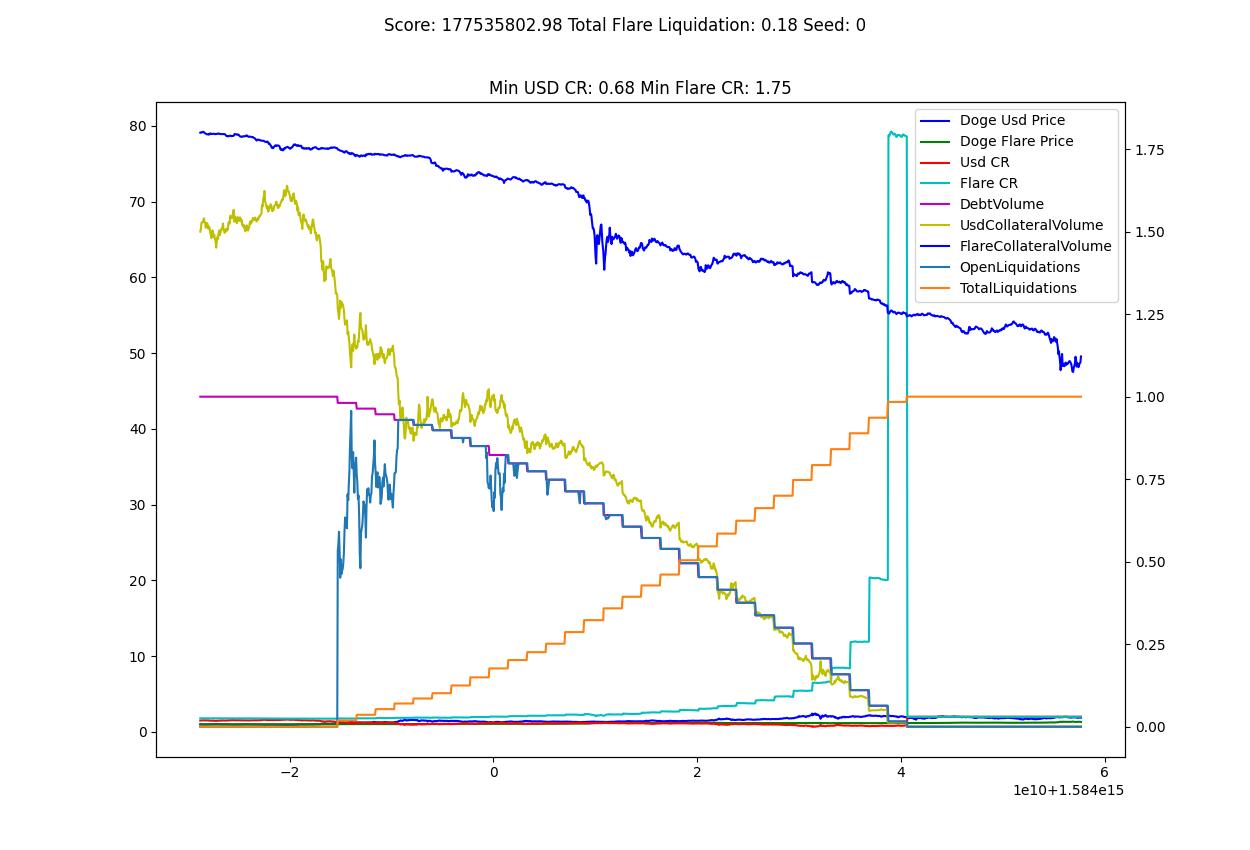 Score: 177535802.98 Total Flare Liquidation: 0.18 Seed: 0
Min USD CR: 0.68 Min Flare CR: 1.75
80
70
60
50
40
30
20
10
0
1.75
1.50
1.25
1.00
0.75
0.50
0.25
0.00
Doge Usd Price
Doge Flare Price
Usd CR
Flare CR
DebtVolume
UsdCollateralVolume
FlareCollateralVolume
OpenLiquidations
TotalLiquidations
−2 0 2 4 6
1e10+1.584e15